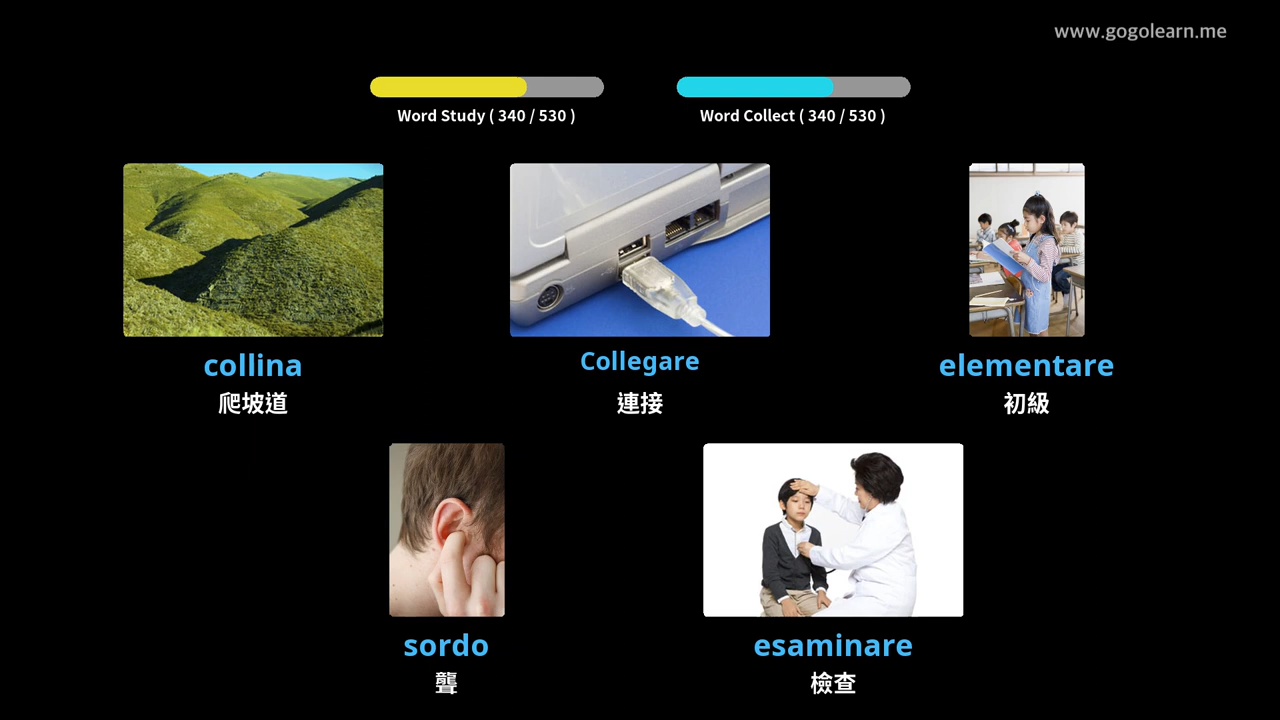 www.gogolearn.me
Word Study ( 340 / 530 )
Word Collect ( 340 / 530 )
collina
爬坡道
Collegare
連接
elementare
初級
sordo
聾
esaminare
檢查